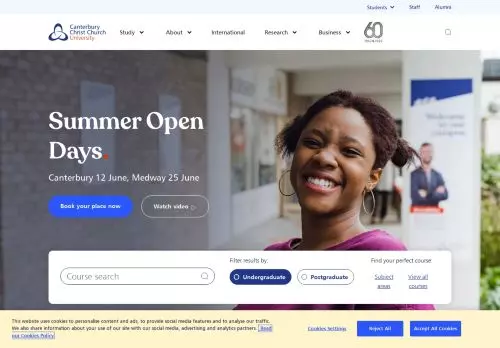 Students Staff Alumni
Canterbury
Christ Church
University
Study About International Research Business 60
Summer Open
Days.
Canterbury 12 June, Medway 25 June
Book your place now Watch video
Filter results by: Find your perfect course:
Course search Undergraduate Postgraduate Subject areas View all courses
This website uses cookies to personalise content and ads, to provide social media features and to analyse our traffic.
We also share information about your use of our site with our social media, advertising and analytics partners. Read
our Cookies Policy
Cookies Settings Reject All Accept All Cookies